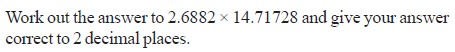 Work out the answer to 2.6882 × 14.71728 and give your answer
correct to 2 decimal places.